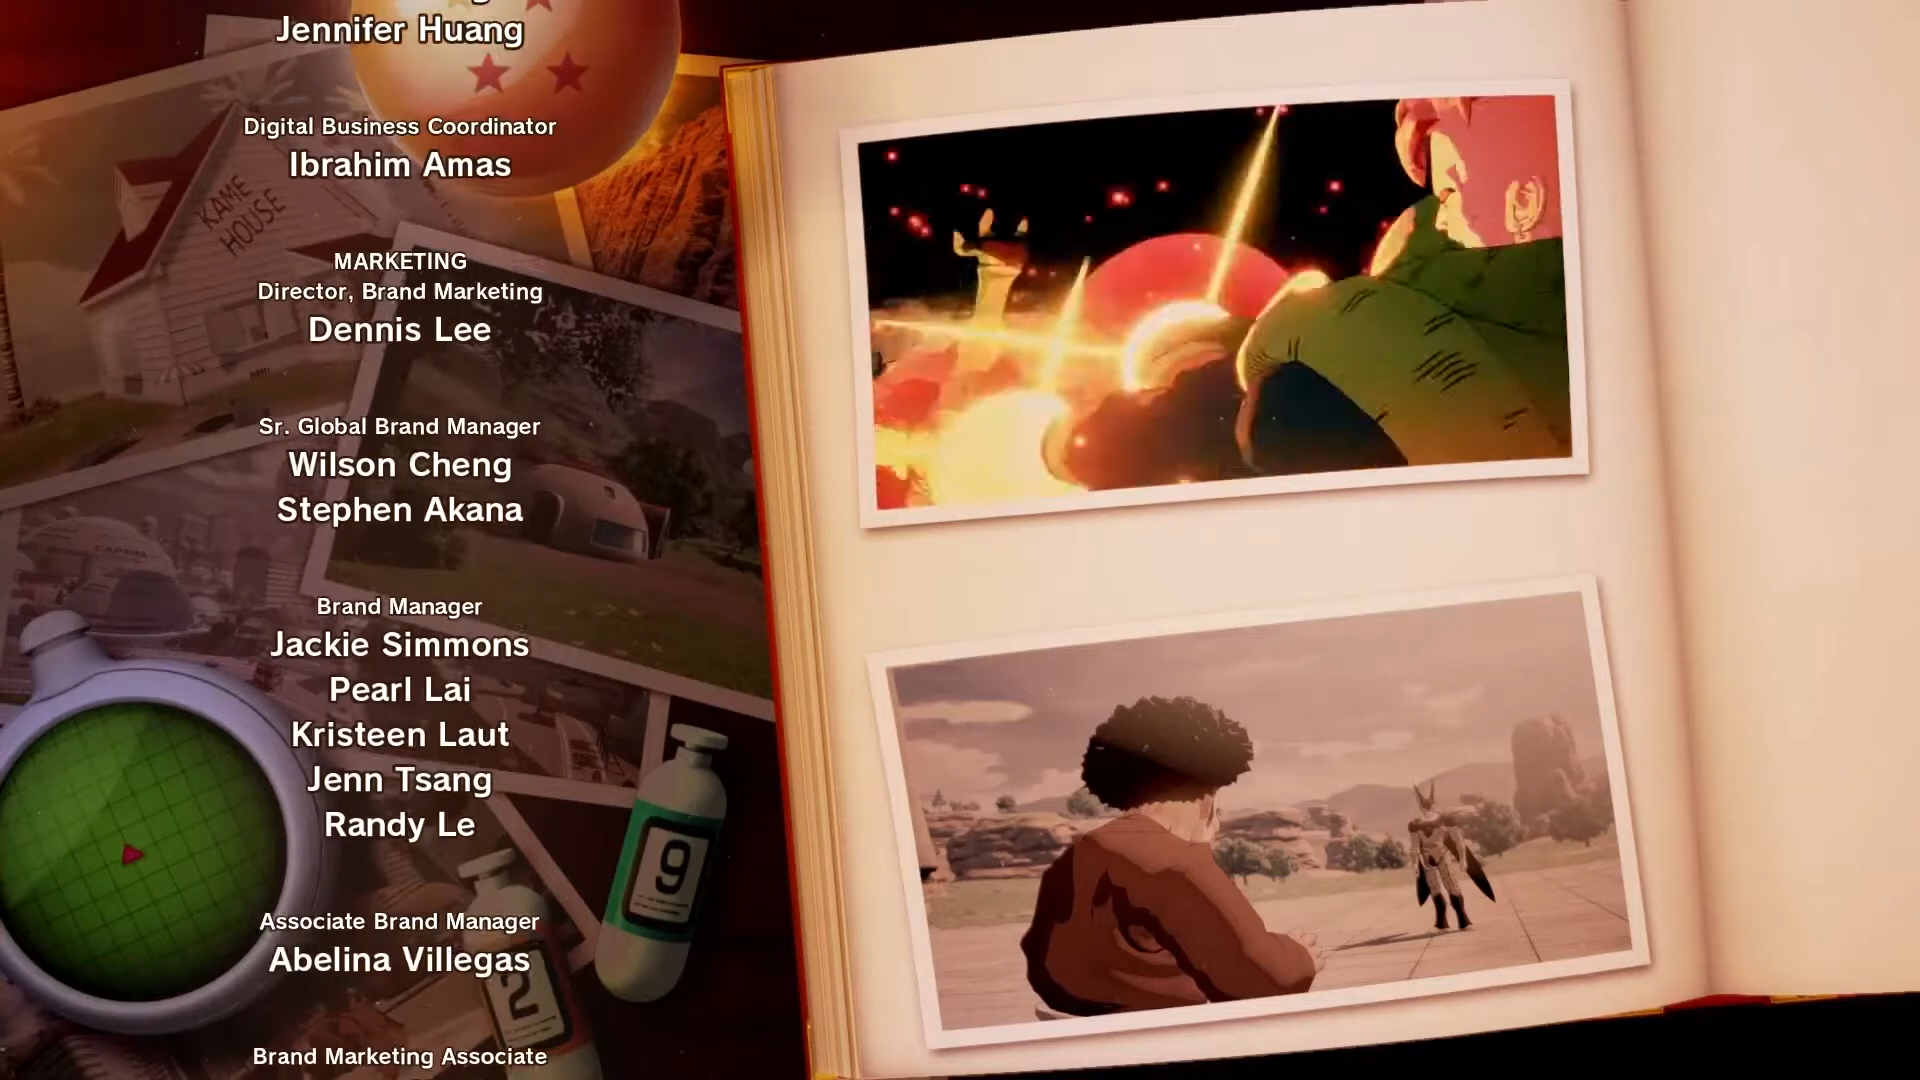 Jennifer Huang
Digital Business Coordinator
Ibrahim Amas
MARKETING
Director, Brand Marketing
Dennis Lee
Sr. Global Brand Manager
Wilson Cheng
Stephen Akana
Brand Manager
Jackie Simmons
Pearl Lai
Kristeen Laut
Jenn Tsang
Randy Le
Associate Brand Manager
Abelina Villegas
Brand Marketing Associate
KAME
HOUSE
9
2